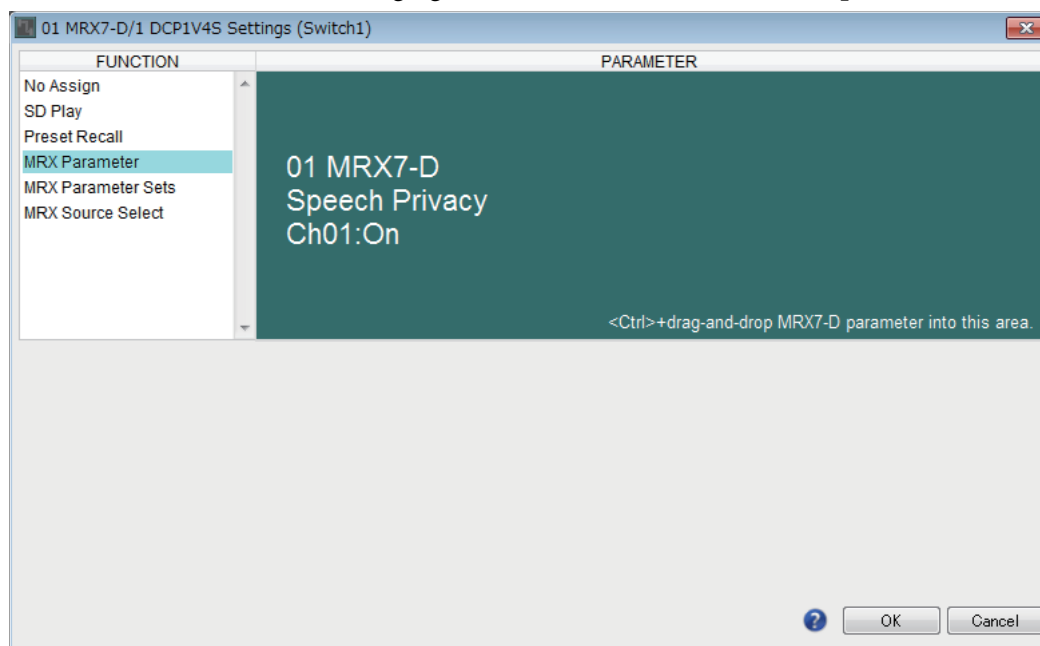 01 MRX7-D/1 DCP1V4S Settings (Switch1)
FUNCTION
PARAMETER
No Assign
SD Play
Preset Recall
MRX Parameter
MRX Parameter Sets
MRX Source Select
01 MRX7-D
Speech Privacy
Ch01:On
<Ctrl>+drag-and-drop MRX7-D parameter into this area.
?
OK
Cancel